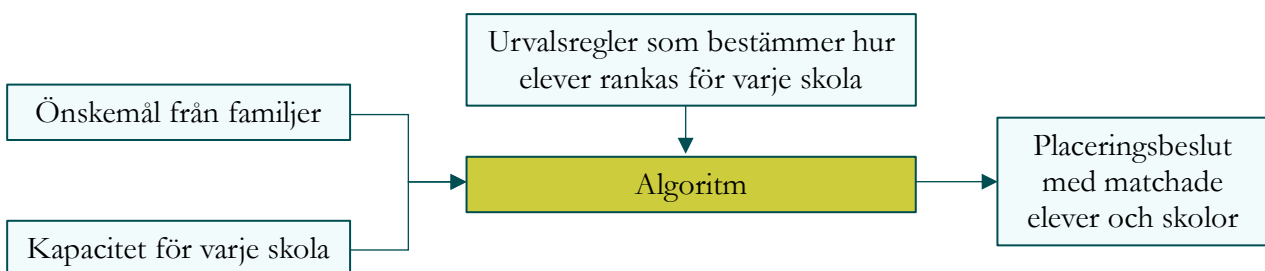 Urvalsregler som bestämmer hur
elever rankas för varje skola
Önskemål från familjer
Algoritm
Placeringsbeslut
med matchade
elever och skolor
Kapacitet för varje skola